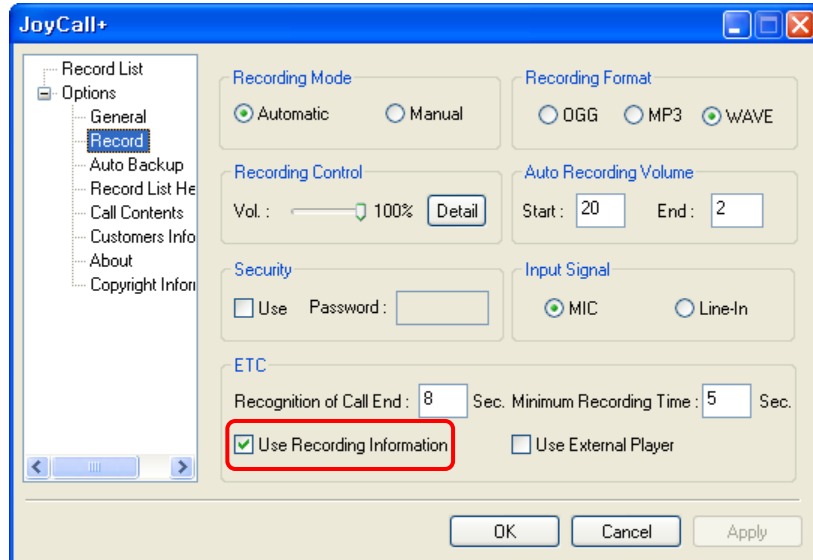 JoyCall+
Record List
Options
General
Record
Auto Backup
Record List He
Call Contents
Customers Info
About
Copyright Infor
Recording Mode
Automatic Manual
Recording Format
OGG MP3 WAVE
Recording Control
Vol. : 100% Detail
Auto Recording Volume
Start : 20 End : 2
Security
Use Password :
Input Signal
MIC Line-In
ETC
Recognition of Call End : 8 Sec. Minimum Recording Time : 5 Sec.
Use Recording Information Use External Player
OK Cancel Apply